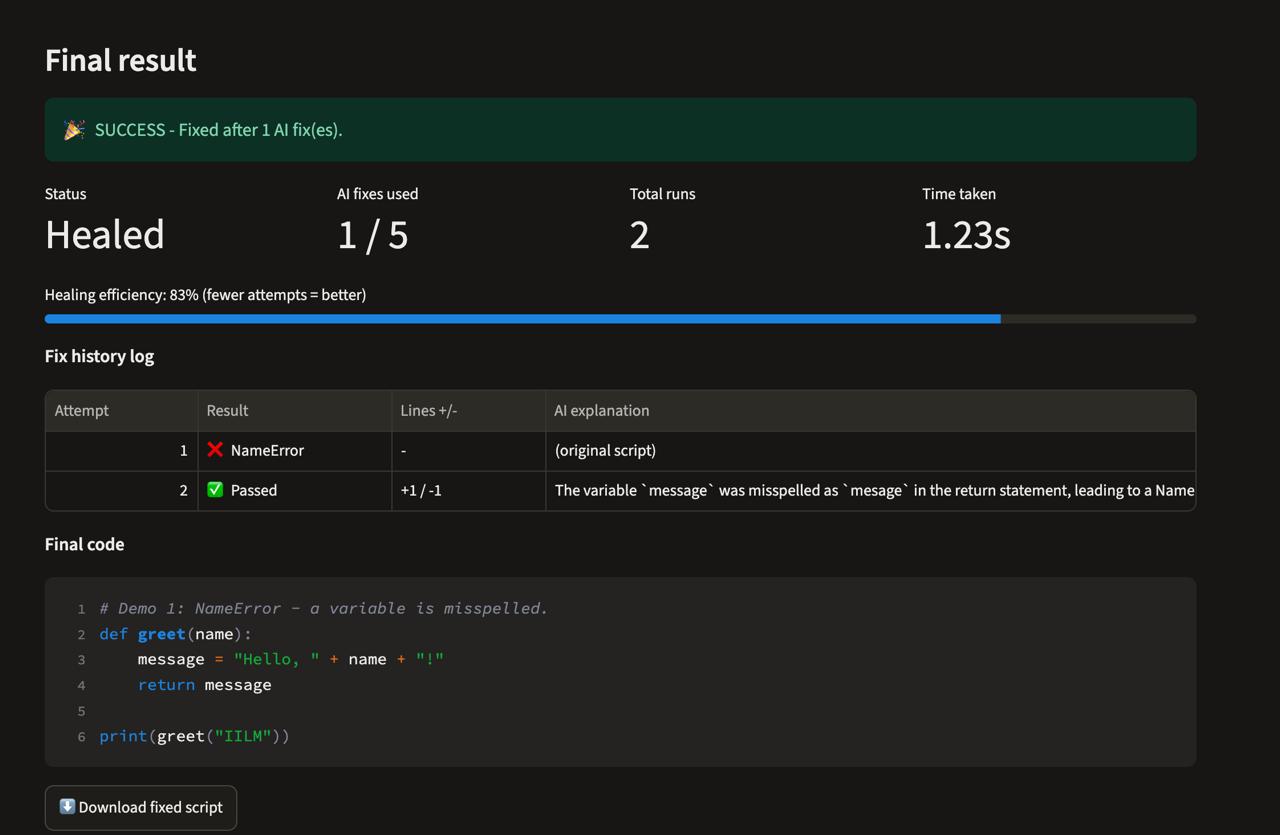 Final result
🎉 SUCCESS - Fixed after 1 AI fix(es).
Status AI fixes used Total runs Time taken
Healed 1 / 5 2 1.23s
Healing efficiency: 83% (fewer attempts = better)
Fix history log
Attempt Result Lines +/- AI explanation
1 ❌ NameError - (original script)
2 ✅ Passed +1 / -1 The variable `message` was misspelled as `mesage` in the return statement, leading to a Name
Final code
1 # Demo 1: NameError - a variable is misspelled.
2 def greet(name):
3     message = "Hello, " + name + "!"
4     return message
5
6 print(greet("IILM"))
⬇️ Download fixed script